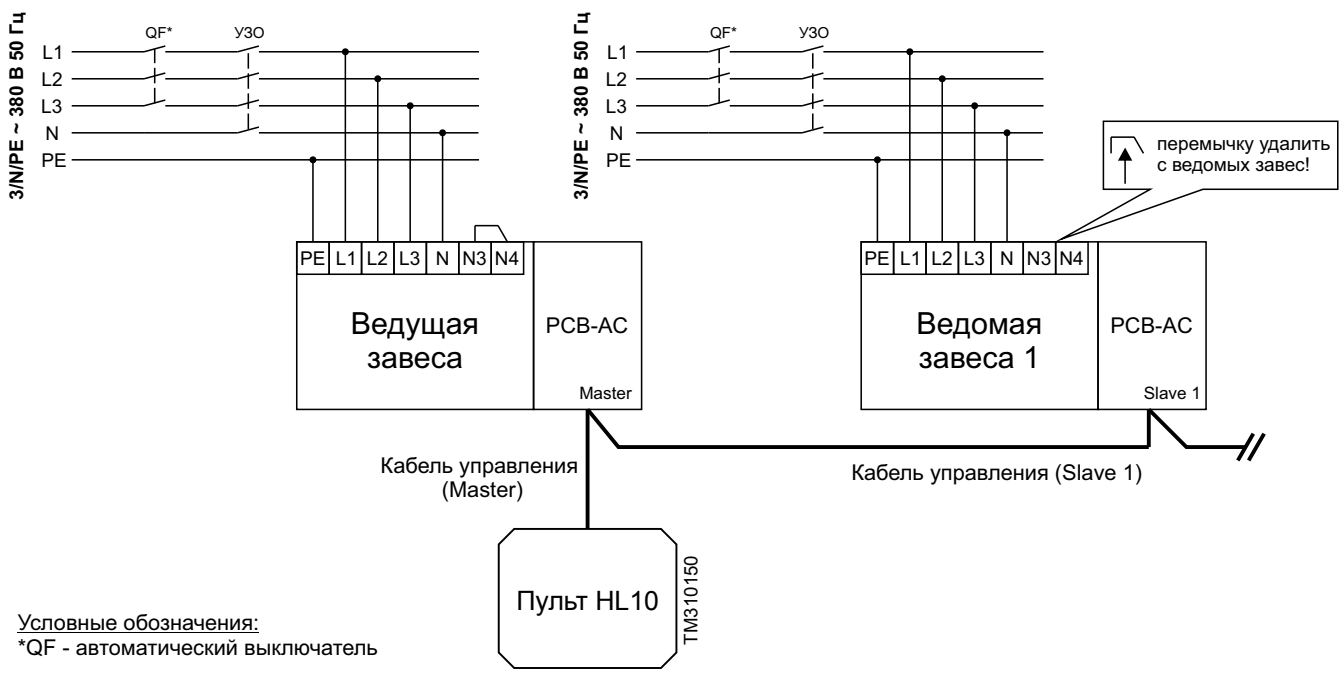 3/N/PE ~ 380 В 50 Гц
QF* УЗО
L1
L2
L3
N
PE
3/N/PE ~ 380 В 50 Гц
QF* УЗО
L1
L2
L3
N
PE
перемычку удалить
с ведомых завес!
PE L1 L2 L3 N N3 N4
Ведущая
завеса
PCB-AC
Master
PE L1 L2 L3 N N3 N4
Ведомая
завеса 1
PCB-AC
Slave 1
Кабель управления
(Master)
Кабель управления (Slave 1)
Пульт HL10
TM310150
Условные обозначения:
*QF - автоматический выключатель